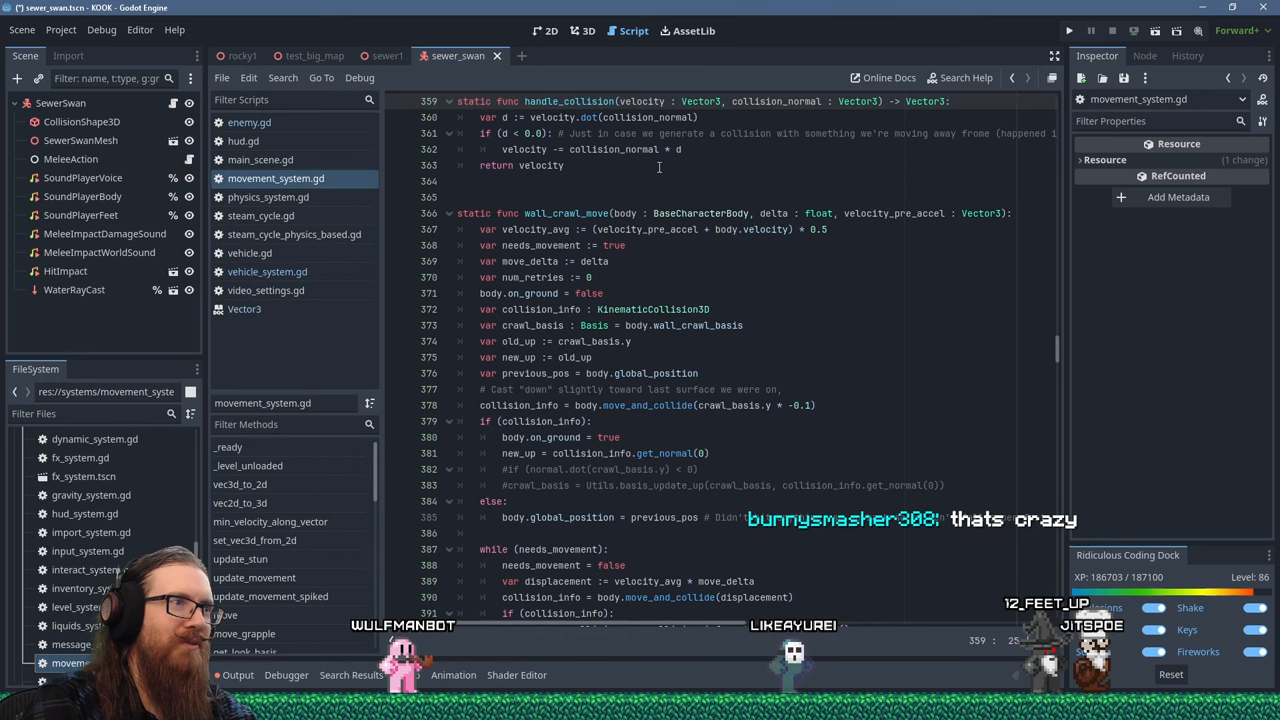 (*) sewer_swan.tscn - KOOK - Godot Engine
Scene Project Debug Editor Help
2D 3D Script AssetLib
Forward+
Scene Import
Filter: name, t:type, g:gr
SewerSwan
CollisionShape3D
SewerSwanMesh
MeleeAction
SoundPlayerVoice
SoundPlayerBody
SoundPlayerFeet
MeleeImpactDamageSound
MeleeImpactWorldSound
HitImpact
WaterRayCast
FileSystem
res://systems/movement_syste
Filter Files
dynamic_system.gd
fx_system.gd
fx_system.tscn
gravity_system.gd
hud_system.gd
import_system.gd
input_system.gd
interact_system
inventory_sys
level_system
liquids_system
message_
movem
rocky1 test_big_map sewer1 sewer_swan
File Edit Search Go To Debug
Online Docs Search Help
Filter Scripts
enemy.gd
hud.gd
main_scene.gd
movement_system.gd
physics_system.gd
steam_cycle.gd
steam_cycle_physics_based.gd
vehicle.gd
vehicle_system.gd
video_settings.gd
Vector3
movement_system.gd
Filter Methods
_ready
_level_unloaded
vec3d_to_2d
vec2d_to_3d
min_velocity_along_vector
set_vec3d_from_2d
update_stun
update_movement
update_movement_spiked
move
move_grapple
get_look_basis
359 static func handle_collision(velocity : Vector3, collision_normal : Vector3) -> Vector3:
360 var d := velocity.dot(collision_normal)
361 if (d < 0.0): # Just in case we generate a collision with something we're moving away frome (happened i
362 velocity -= collision_normal * d
363 return velocity
364
365
366 static func wall_crawl_move(body : BaseCharacterBody, delta : float, velocity_pre_accel : Vector3):
367 var velocity_avg := (velocity_pre_accel + body.velocity) * 0.5
368 var needs_movement := true
369 var move_delta := delta
370 var num_retries := 0
371 body.on_ground = false
372 var collision_info : KinematicCollision3D
373 var crawl_basis : Basis = body.wall_crawl_basis
374 var old_up := crawl_basis.y
375 var new_up := old_up
376 var previous_pos = body.global_position
377 # Cast "down" slightly toward last surface we were on,
378 collision_info = body.move_and_collide(crawl_basis.y * -0.1)
379 if (collision_info):
380 body.on_ground = true
381 new_up = collision_info.get_normal(0)
382 #if (normal.dot(crawl_basis.y) < 0)
383 #crawl_basis = Utils.basis_update_up(crawl_basis, collision_info.get_normal(0))
384 else:
385 body.global_position = previous_pos # Didn't
386
387 while (needs_movement):
388 needs_movement = false
389 var displacement := velocity_avg * move_delta
390 collision_info = body.move_and_collide(displacement)
391 if (collision_info):
359 : 25
Output Debugger Search Results Animation Shader Editor
Inspector Node History
movement_system.gd
Filter Properties
Resource
Resource (1 change)
RefCounted
Add Metadata
Ridiculous Coding Dock
XP: 186703 / 187100 Level: 86
Shake
Keys
Fireworks
Reset
bunnysmasher308: thats crazy
WULFMANBOT
LIKEAYUREI
12_FEET_UP
JITSPOE